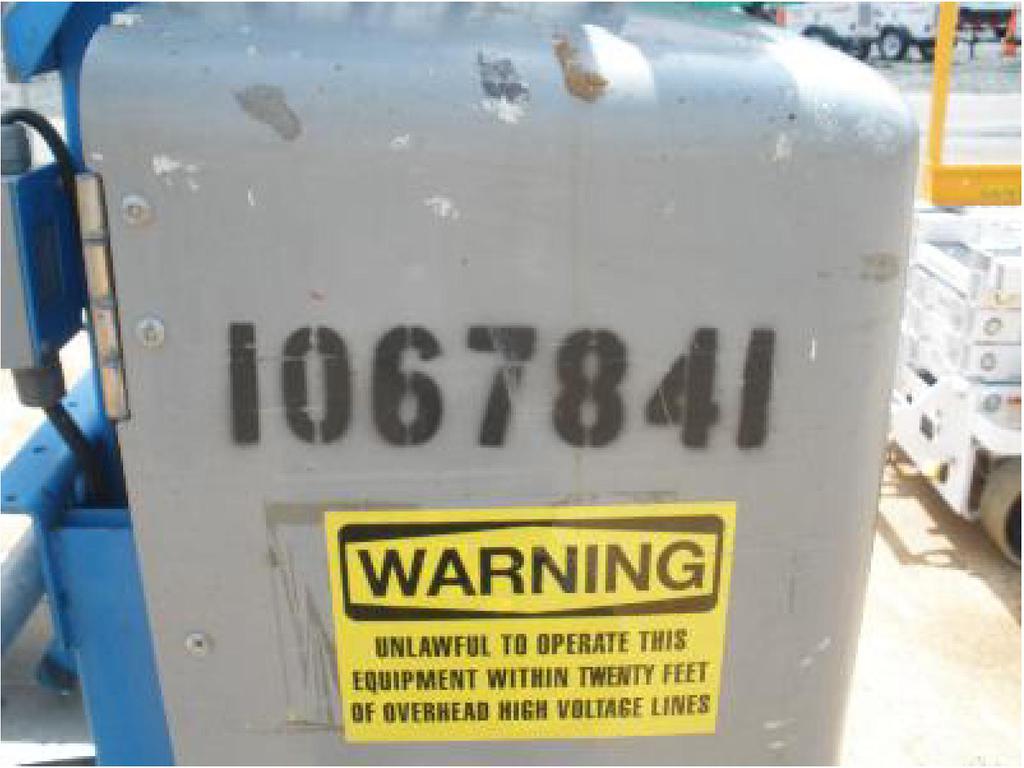 1067841
WARNING
UNLAWFUL TO OPERATE THIS
EQUIPMENT WITHIN TWENTY FEET
OF OVERHEAD HIGH VOLTAGE LINES